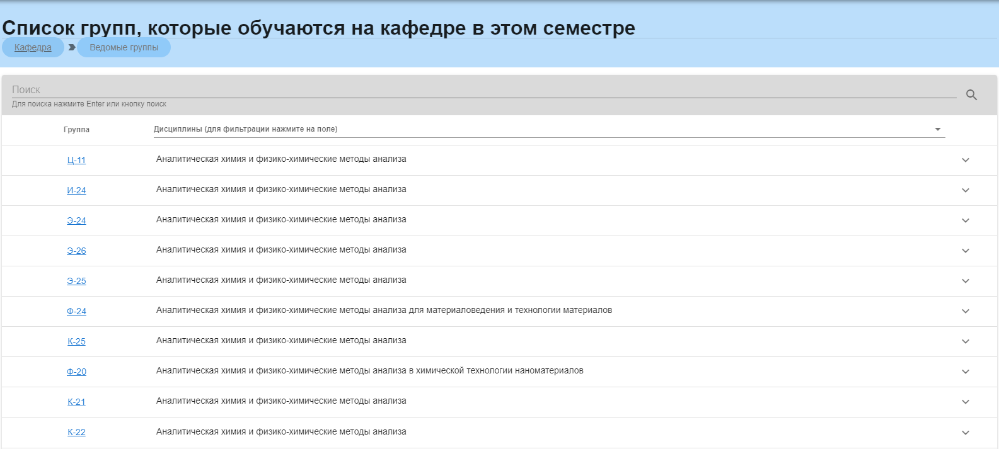 Список групп, которые обучаются на кафедре в этом семестре
Кафедра Ведомые группы
Поиск
Для поиска нажмите Enter или кнопку поиск
Группа Дисциплины (для фильтрации нажмите на поле)
Ц-11 Аналитическая химия и физико-химические методы анализа
И-24 Аналитическая химия и физико-химические методы анализа
Э-24 Аналитическая химия и физико-химические методы анализа
Э-26 Аналитическая химия и физико-химические методы анализа
Э-25 Аналитическая химия и физико-химические методы анализа
Ф-24 Аналитическая химия и физико-химические методы анализа для материаловедения и технологии материалов
К-25 Аналитическая химия и физико-химические методы анализа
Ф-20 Аналитическая химия и физико-химические методы анализа в химической технологии наноматериалов
К-21 Аналитическая химия и физико-химические методы анализа
К-22 Аналитическая химия и физико-химические методы анализа